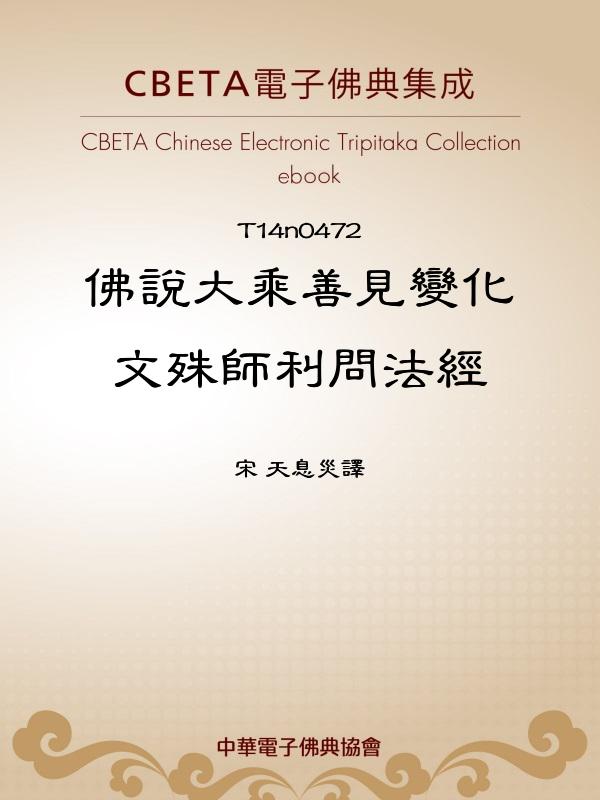 CBETA電子佛典集成
CBETA Chinese Electronic Tripitaka Collection
ebook
T14n0472
佛說大乘善見變化
文殊師利問法經
宋 天息災譯
中華電子佛典協會